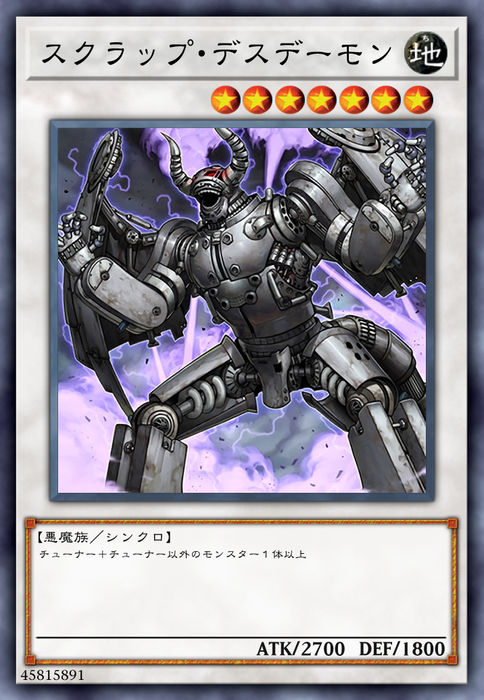 スクラップ・デスデーモン
ち
地
【悪魔族／シンクロ】
チューナー＋チューナー以外のモンスター１体以上
ATK/2700 DEF/1800
45815891